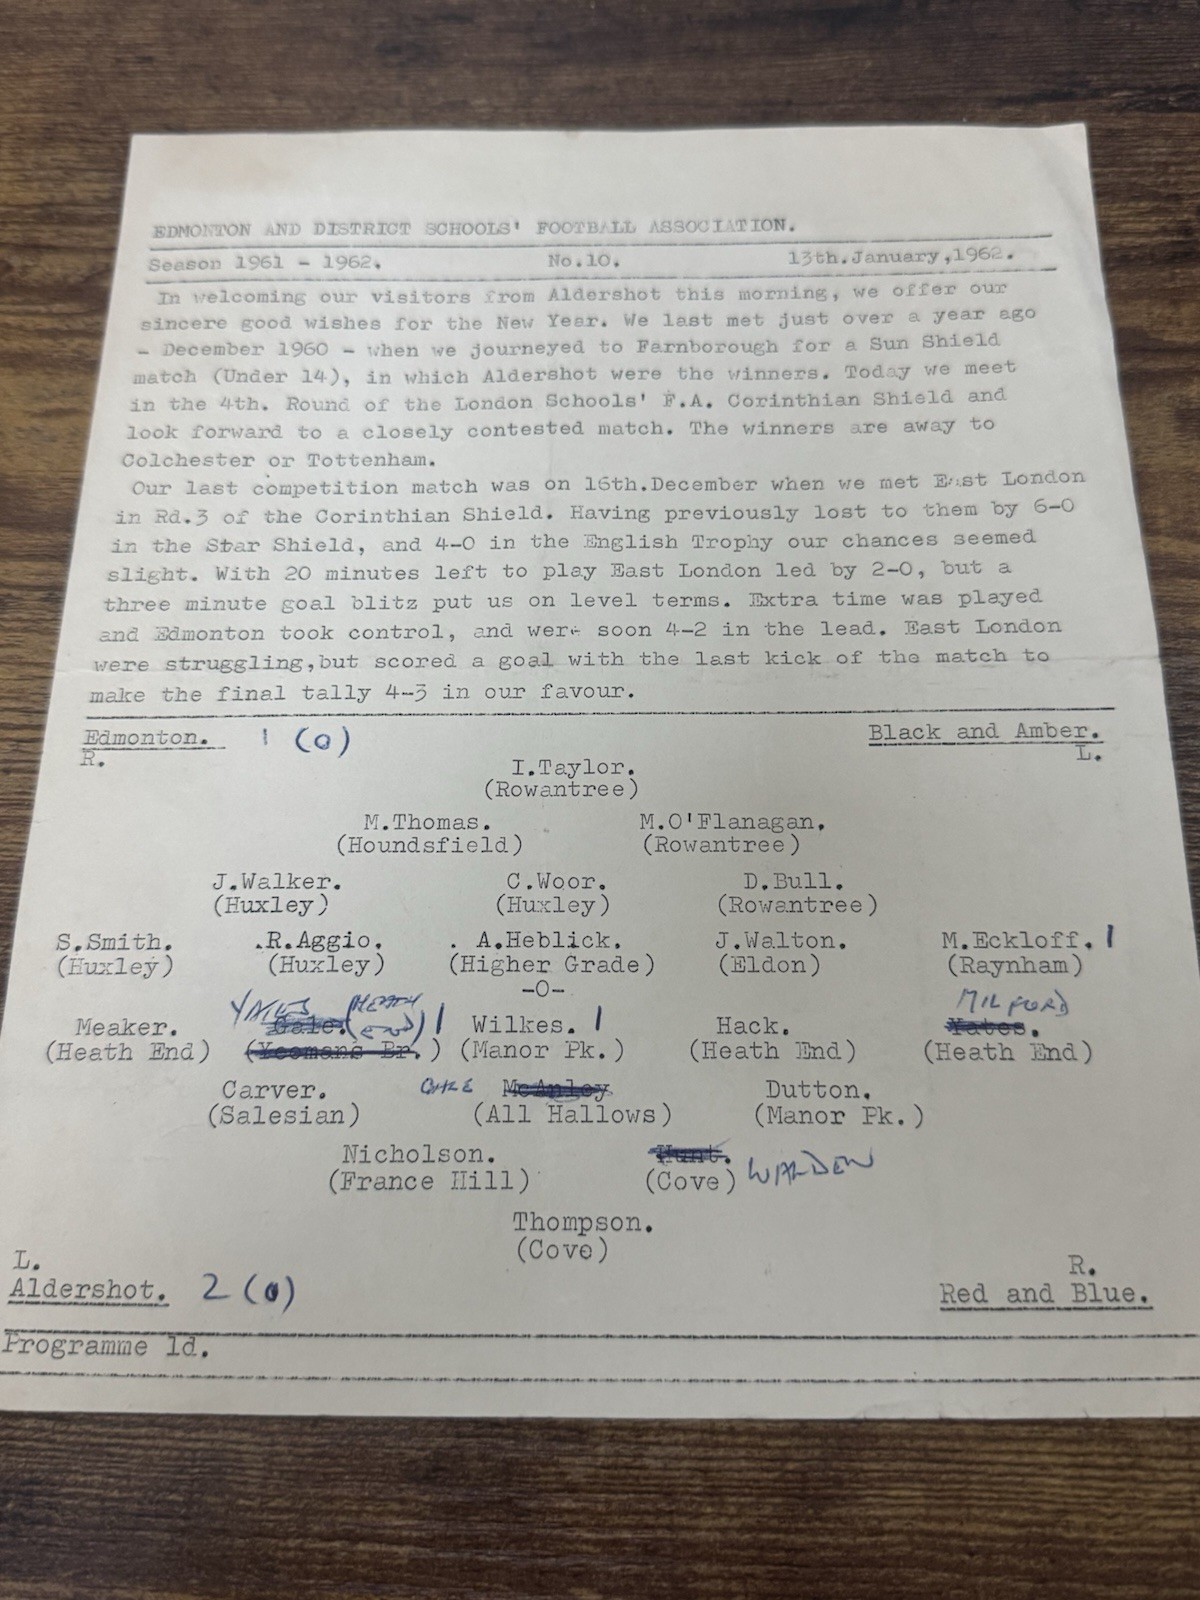 EDMONTON AND DISTRICT SCHOOLS' FOOTBALL ASSOCIATION.
Season 1961 - 1962. No.10. 13th.January,1962.
In welcoming our visitors from Aldershot this morning, we offer our
sincere good wishes for the New Year. We last met just over a year ago
- December 1960 - when we journeyed to Farnborough for a Sun Shield
match (Under 14), in which Aldershot were the winners. Today we meet
in the 4th. Round of the London Schools' F.A. Corinthian Shield and
look forward to a closely contested match. The winners are away to
Colchester or Tottenham.
Our last competition match was on 16th.December when we met East London
in Rd.3 of the Corinthian Shield. Having previously lost to them by 6-0
in the Star Shield, and 4-0 in the English Trophy our chances seemed
slight. With 20 minutes left to play East London led by 2-0, but a
three minute goal blitz put us on level terms. Extra time was played
and Edmonton took control, and were soon 4-2 in the lead. East London
were struggling,but scored a goal with the last kick of the match to
make the final tally 4-3 in our favour.
Edmonton. 1 (0) Black and Amber.
R. L.
I.Taylor.
(Rowantree)
M.Thomas. M.O'Flanagan.
(Houndsfield) (Rowantree)
J.Walker. C.Woor. D.Bull.
(Huxley) (Huxley) (Rowantree)
S.Smith. .R.Aggio. . A.Heblick. J.Walton. M.Eckloff. 1
(Huxley) (Huxley) (Higher Grade) (Eldon) (Raynham)
-O-
YATES (HEATH END) 1 MILFORD
Meaker. Gale. Wilkes. 1 Hack. Yates.
(Heath End) (Yeomans Br.) (Manor Pk.) (Heath End) (Heath End)
Carver. GALE McAnley Dutton.
(Salesian) (All Hallows) (Manor Pk.)
Nicholson. Hunt.
(France Hill) (Cove) WARDEN
Thompson.
(Cove)
L. R.
Aldershot. 2 (0) Red and Blue.
Programme 1d.